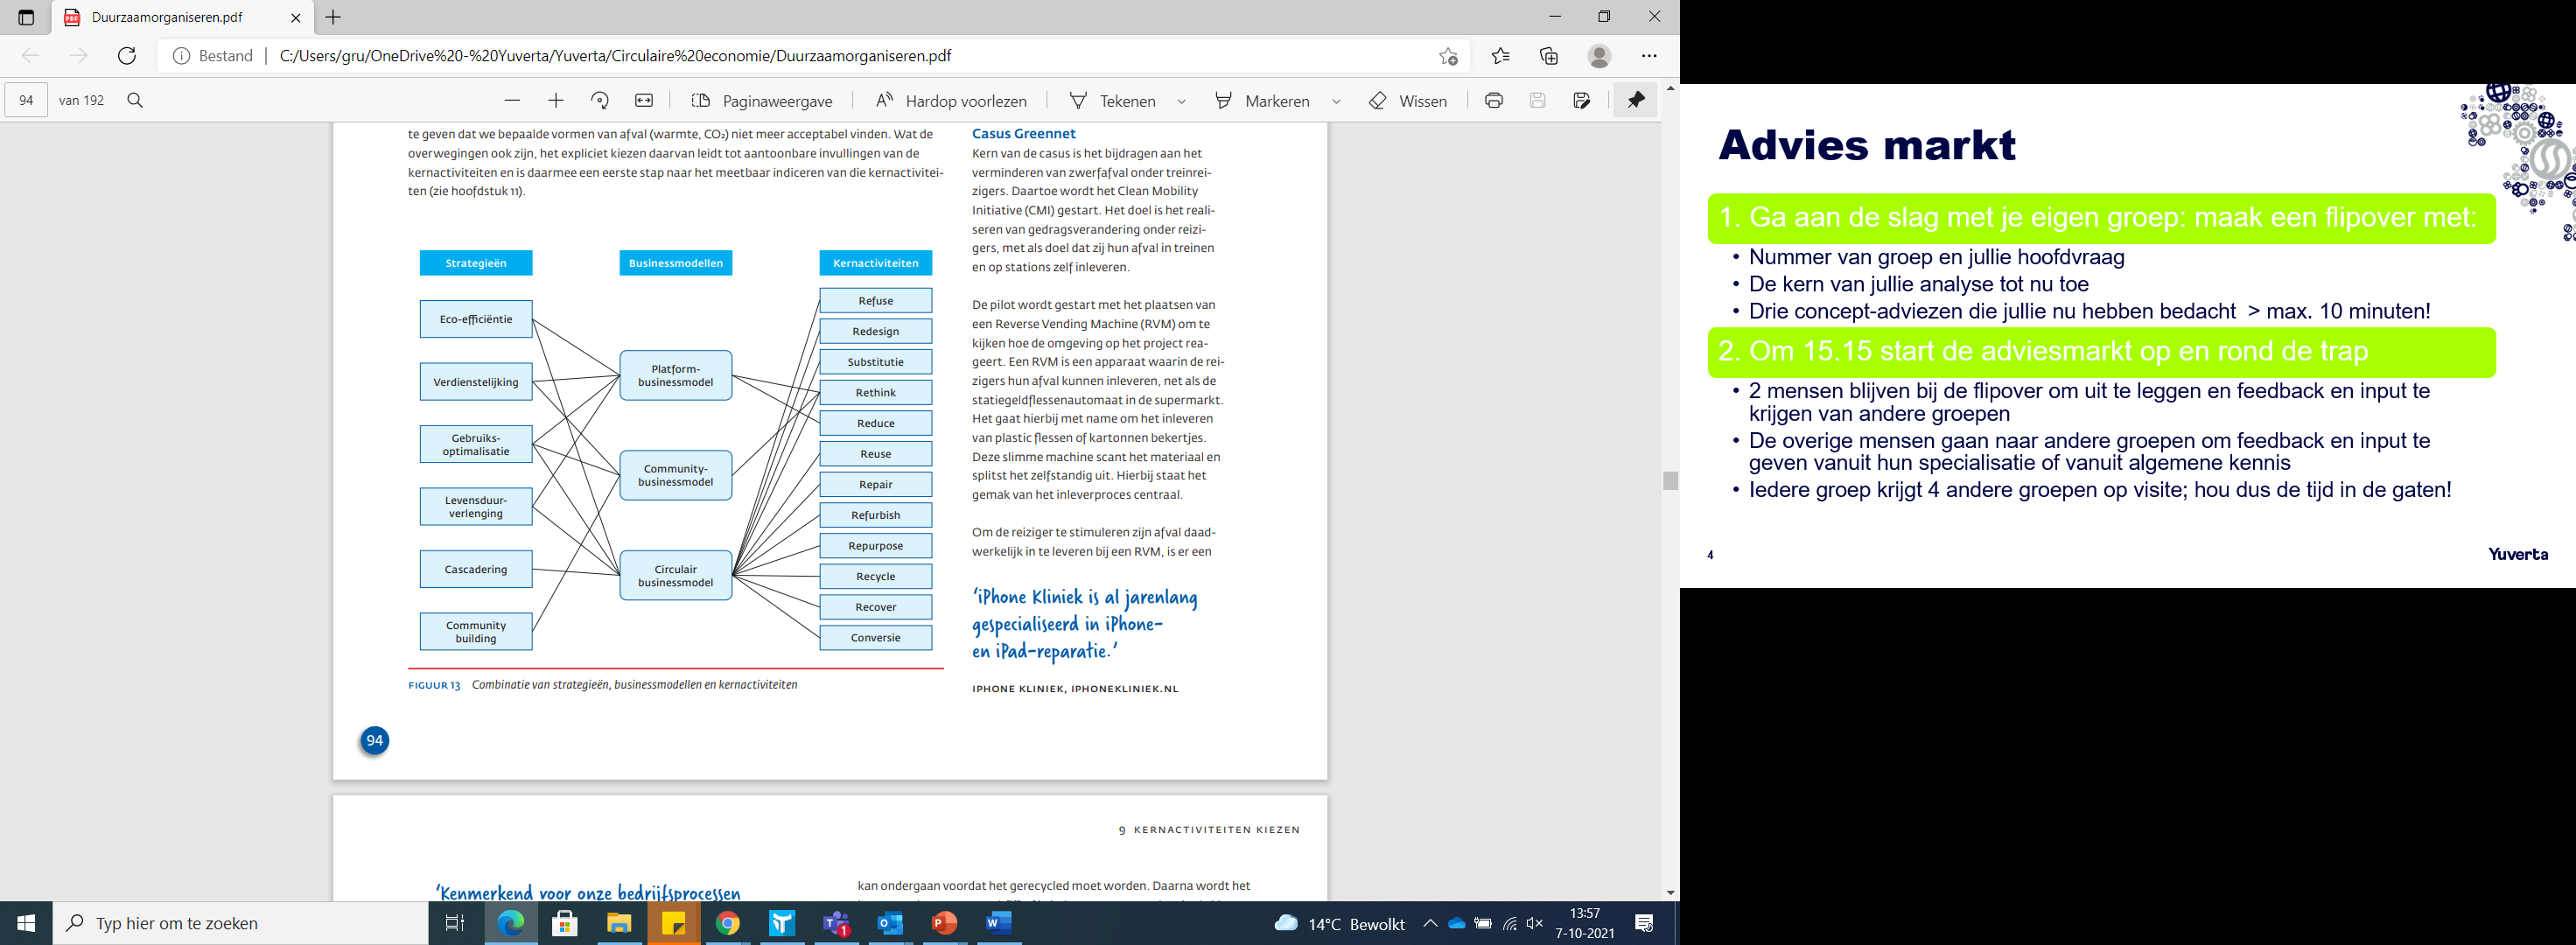 Duurzaamorganiseren.pdf
Bestand
C:/Users/gru/OneDrive%20-%20Yuverta/Yuverta/Circulaire%20economie/Duurzaamorganiseren.pdf
94
van 192
Paginaweergave
Hardop voorlezen
Tekenen
Markeren
Wissen
te geven dat we bepaalde vormen van afval (warmte, CO₂) niet meer acceptabel vinden. Wat de
overwegingen ook zijn, het expliciet kiezen daarvan leidt tot aantoonbare invullingen van de
kernactiviteiten en is daarmee een eerste stap naar het meetbaar indiceren van die kernactivitei-
ten (zie hoofdstuk 11).
Strategieën
Businessmodellen
Kernactiviteiten
Eco-efficiëntie
Verdienstelijking
Gebruiks-
optimalisatie
Levensduur-
verlenging
Cascadering
Community
building
Platform-
businessmodel
Community-
businessmodel
Circulair
businessmodel
Refuse
Redesign
Substitutie
Rethink
Reduce
Reuse
Repair
Refurbish
Repurpose
Recycle
Recover
Conversie
FIGUUR 13 Combinatie van strategieën, businessmodellen en kernactiviteiten
94
Casus Greennet
Kern van de casus is het bijdragen aan het
verminderen van zwerfafval onder treinrei-
zigers. Daartoe wordt het Clean Mobility
Initiative (CMI) gestart. Het doel is het reali-
seren van gedragsverandering onder reizi-
gers, met als doel dat zij hun afval in treinen
en op stations zelf inleveren.
De pilot wordt gestart met het plaatsen van
een Reverse Vending Machine (RVM) om te
kijken hoe de omgeving op het project rea-
geert. Een RVM is een apparaat waarin de rei-
zigers hun afval kunnen inleveren, net als de
statiegeldflessenautomaat in de supermarkt.
Het gaat hierbij met name om het inleveren
van plastic flessen of kartonnen bekertjes.
Deze slimme machine scant het materiaal en
splitst het zelfstandig uit. Hierbij staat het
gemak van het inleverproces centraal.
Om de reiziger te stimuleren zijn afval daad-
werkelijk in te leveren bij een RVM, is er een
‘iPhone Kliniek is al jarenlang
gespecialiseerd in iPhone-
en iPad-reparatie.’
IPHONE KLINIEK, IPHONEKLINIEK.NL
9 KERNACTIVITEITEN KIEZEN
‘Kenmerkend voor onze bedrijfsprocessen
kan ondergaan voordat het gerecycled moet worden. Daarna wordt het
Typ hier om te zoeken
1
14°C Bewolkt
13:57
7-10-2021
Advies markt
1. Ga aan de slag met je eigen groep: maak een flipover met:
• Nummer van groep en jullie hoofdvraag
• De kern van jullie analyse tot nu toe
• Drie concept-adviezen die jullie nu hebben bedacht > max. 10 minuten!
2. Om 15.15 start de adviesmarkt op en rond de trap
• 2 mensen blijven bij de flipover om uit te leggen en feedback en input te
krijgen van andere groepen
• De overige mensen gaan naar andere groepen om feedback en input te
geven vanuit hun specialisatie of vanuit algemene kennis
• Iedere groep krijgt 4 andere groepen op visite; hou dus de tijd in de gaten!
4
Yuverta